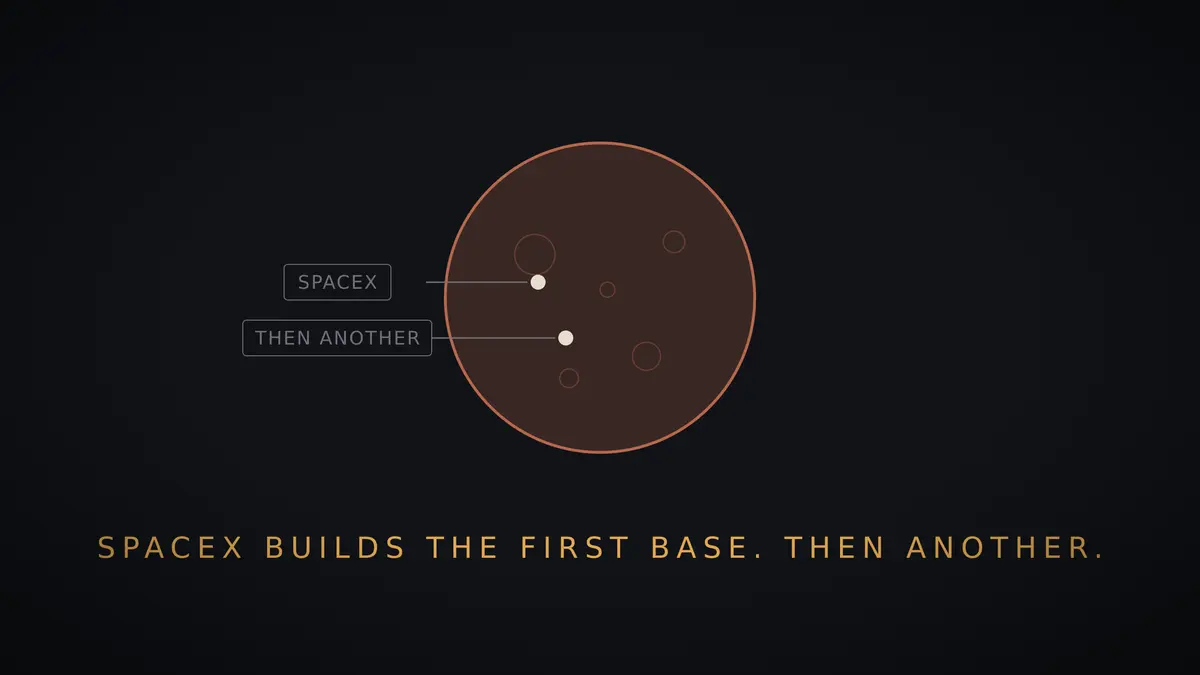 SPACEX
THEN ANOTHER
SPACEX BUILDS THE FIRST BASE. THEN ANOTHER.